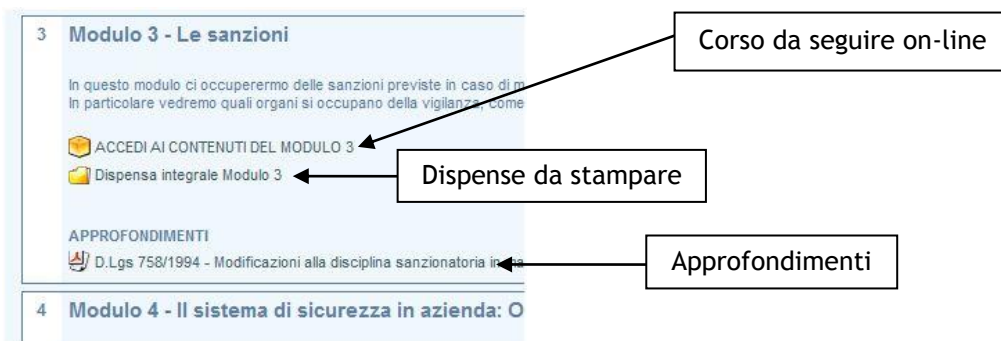 3 Modulo 3 - Le sanzioni
Corso da seguire on-line
In questo modulo ci occuperermo delle sanzioni previste in caso di
In particolare vedremo quali organi si occupano della vigilanza, come
ACCEDI AI CONTENUTI DEL MODULO 3
Dispensa integrale Modulo 3
Dispense da stampare
APPROFONDIMENTI
D.Lgs 758/1994 - Modificazioni alla disciplina sanzionatoria in
Approfondimenti
4 Modulo 4 - Il sistema di sicurezza in azienda: